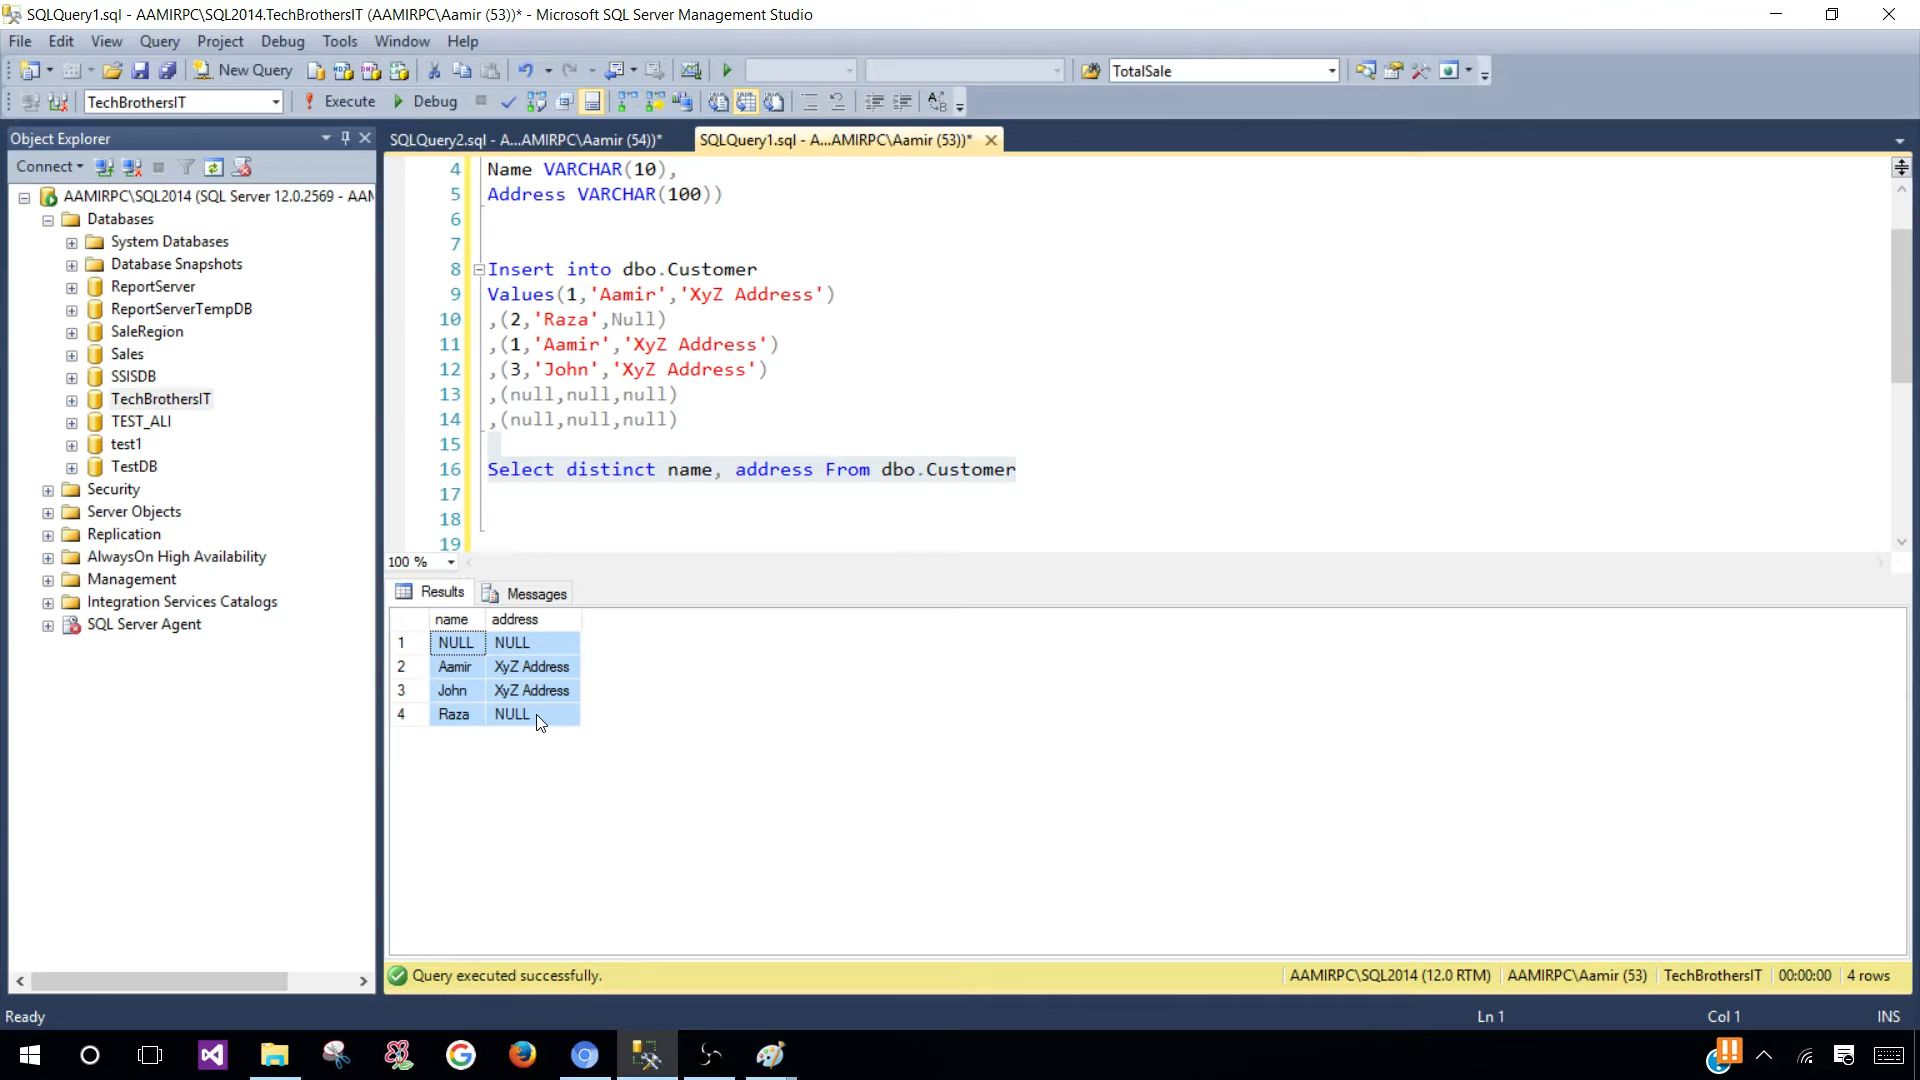 SQLQuery1.sql - AAMIRPC\SQL2014.TechBrothersIT (AAMIRPC\Aamir (53))* - Microsoft SQL Server Management Studio
File Edit View Query Project Debug Tools Window Help
New Query TotalSale
TechBrothersIT Execute Debug
Object Explorer
SQLQuery2.sql - A...AMIRPC\Aamir (54))* SQLQuery1.sql - A...AMIRPC\Aamir (53))*
Connect
AAMIRPC\SQL2014 (SQL Server 12.0.2569 - AAM
Databases
System Databases
Database Snapshots
ReportServer
ReportServerTempDB
SaleRegion
Sales
SSISDB
TechBrothersIT
TEST_ALI
test1
TestDB
Security
Server Objects
Replication
AlwaysOn High Availability
Management
Integration Services Catalogs
SQL Server Agent
4 Name VARCHAR(10),
5 Address VARCHAR(100))
6
7
8 Insert into dbo.Customer
9 Values(1,'Aamir','XyZ Address')
10 ,(2,'Raza',Null)
11 ,(1,'Aamir','XyZ Address')
12 ,(3,'John','XyZ Address')
13 ,(null,null,null)
14 ,(null,null,null)
15
16 Select distinct name, address From dbo.Customer
17
18
19
100 %
Results Messages
name address
1 NULL NULL
2 Aamir XyZ Address
3 John XyZ Address
4 Raza NULL
Query executed successfully. AAMIRPC\SQL2014 (12.0 RTM) AAMIRPC\Aamir (53) TechBrothersIT 00:00:00 4 rows
Ready Ln 1 Col 1 INS